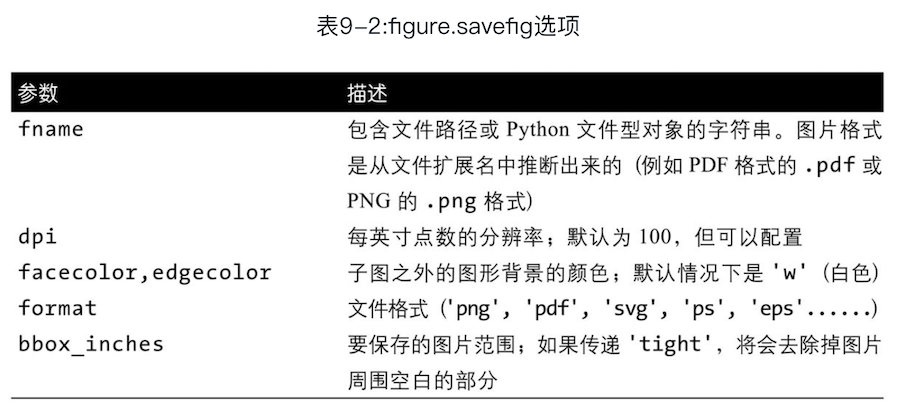 表9-2:figure.savefig选项
参数 描述
fname 包含文件路径或 Python 文件型对象的字符串。图片格式
是从文件扩展名中推断出来的（例如 PDF 格式的 .pdf 或
PNG 的 .png 格式）
dpi 每英寸点数的分辨率；默认为 100，但可以配置
facecolor,edgecolor 子图之外的图形背景的颜色；默认情况下是 'w'（白色）
format 文件格式（'png', 'pdf', 'svg', 'ps', 'eps'......）
bbox_inches 要保存的图片范围；如果传递 'tight'，将会去除掉图片
周围空白的部分